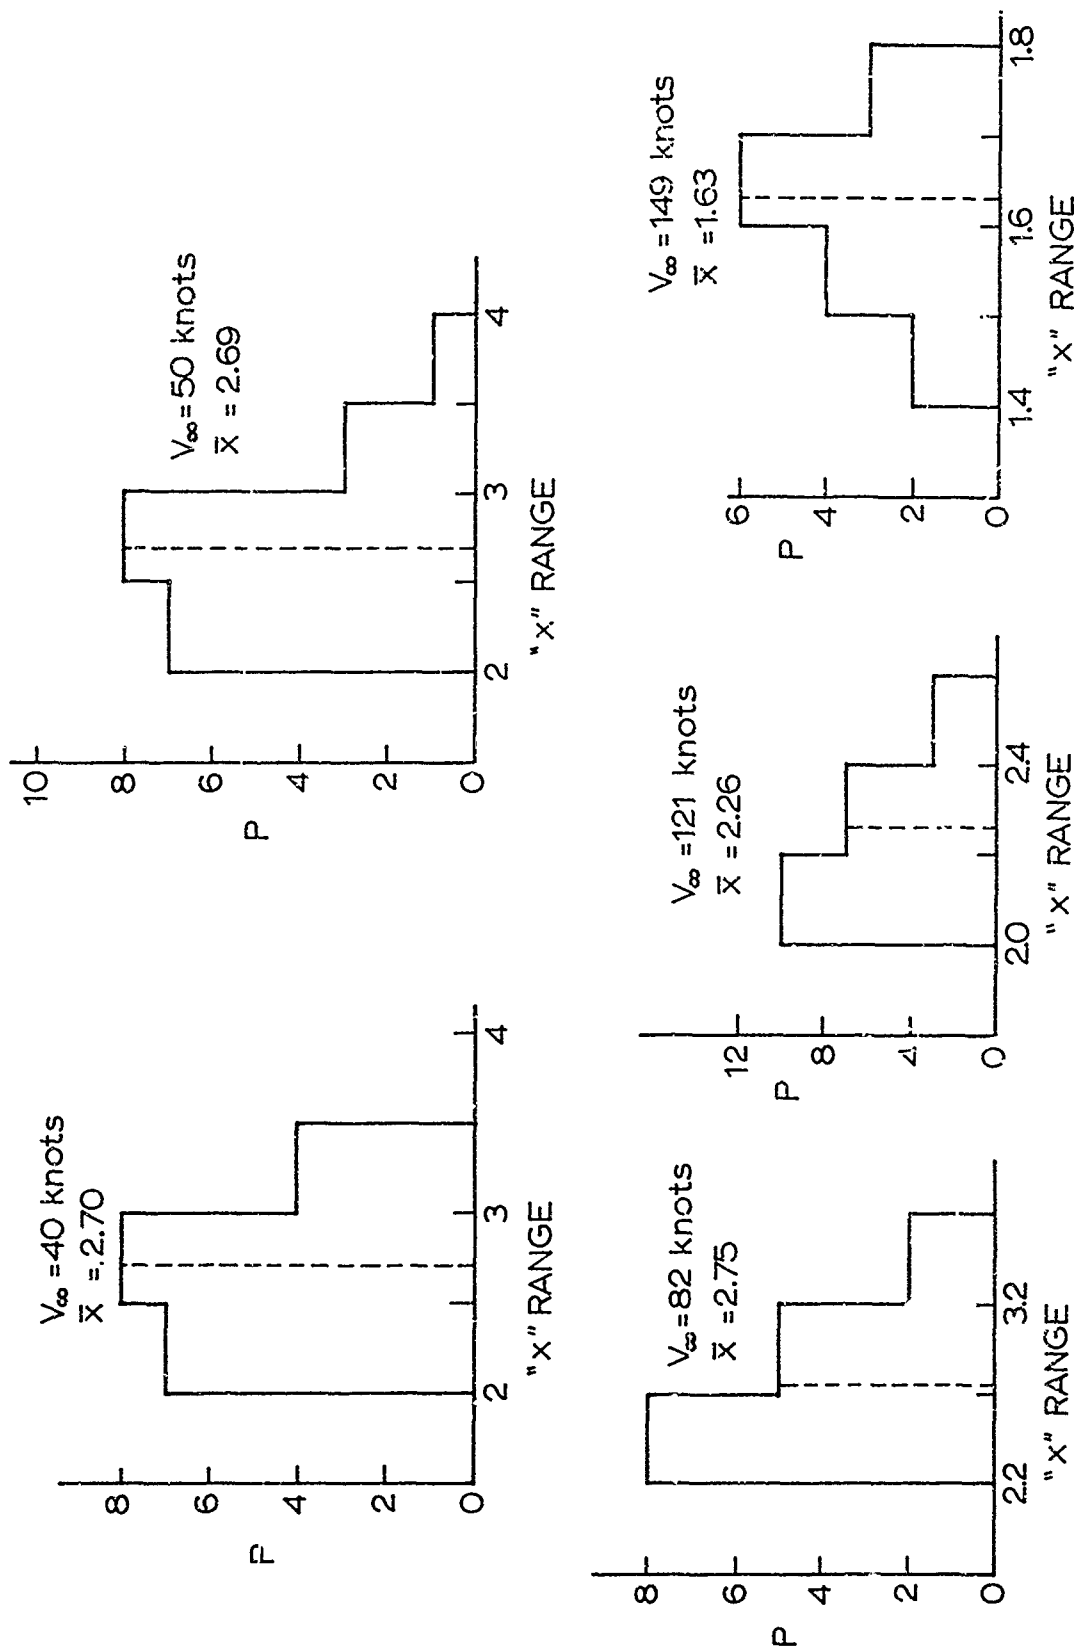 V∞ = 40 knots
X̄ = .2.70
8
6
4
2
0
P
2
3
4
"x" RANGE
V∞ = 50 knots
X̄ = 2.69
10
8
6
4
2
0
P
2
3
4
"x" RANGE
V∞ = 82 knots
X̄ = 2.75
8
6
4
2
0
P
2.2
3.2
"x" RANGE
V∞ = 121 knots
X̄ = 2.26
12
8
4
0
P
2.0
2.4
"x" RANGE
V∞ = 149 knots
X̄ = 1.63
6
4
2
0
P
1.4
1.6
1.8
"x" RANGE